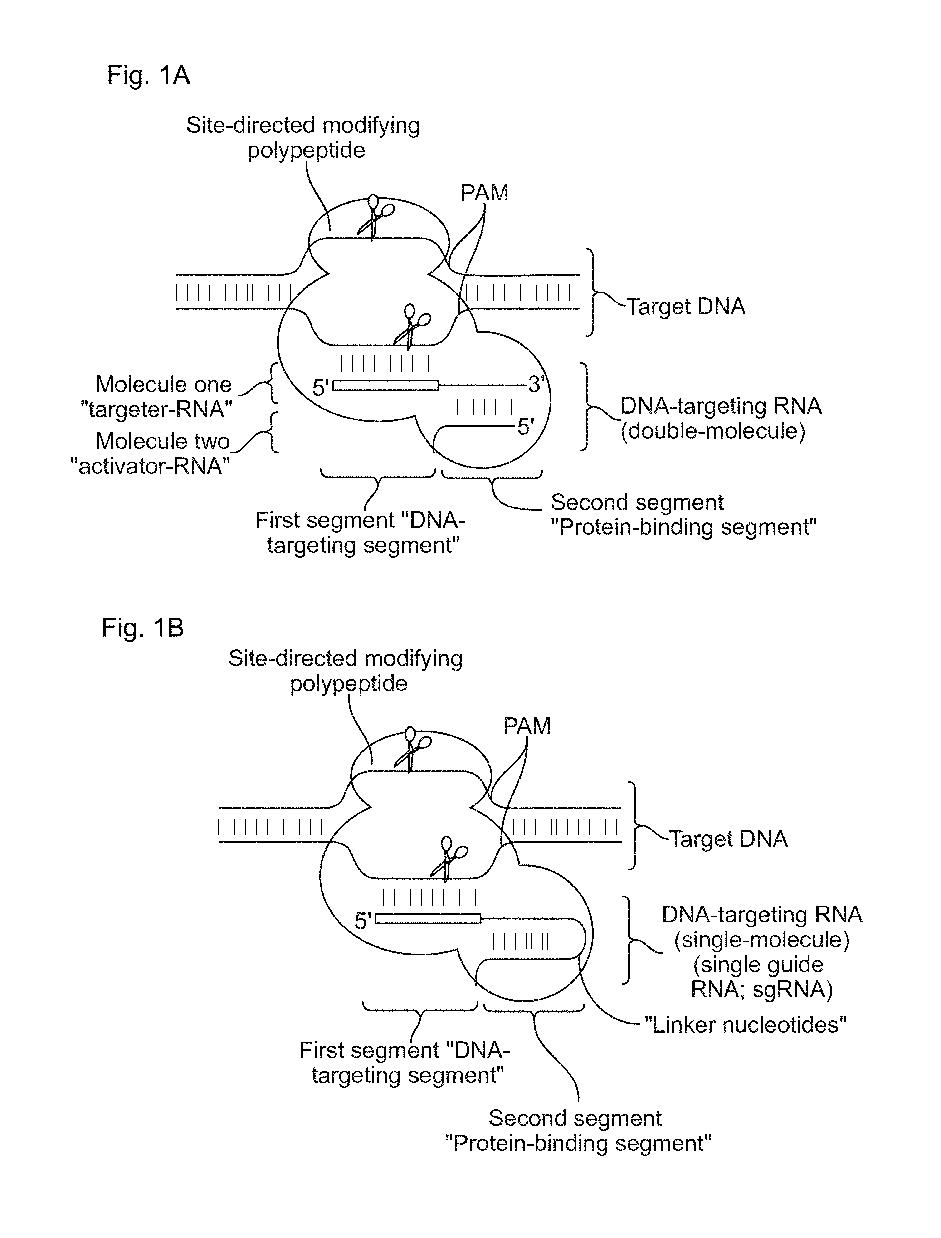 Fig. 1A
Site-directed modifying
polypeptide
PAM
Target DNA
Molecule one
"targeter-RNA"
5'
3'
Molecule two
"activator-RNA"
5'
DNA-targeting RNA
(double-molecule)
First segment "DNA-
targeting segment"
Second segment
"Protein-binding segment"
Fig. 1B
Site-directed modifying
polypeptide
PAM
Target DNA
5'
DNA-targeting RNA
(single-molecule)
(single guide
RNA; sgRNA)
"Linker nucleotides"
First segment "DNA-
targeting segment"
Second segment
"Protein-binding segment"